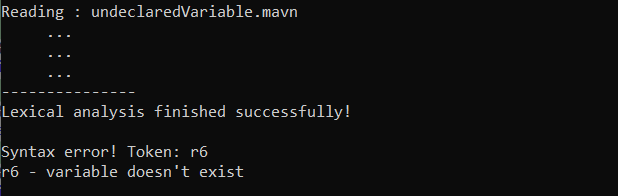 Reading : undeclaredVariable.mavn
...
...
...
---------------
Lexical analysis finished successfully!
Syntax error! Token: r6
r6 - variable doesn't exist